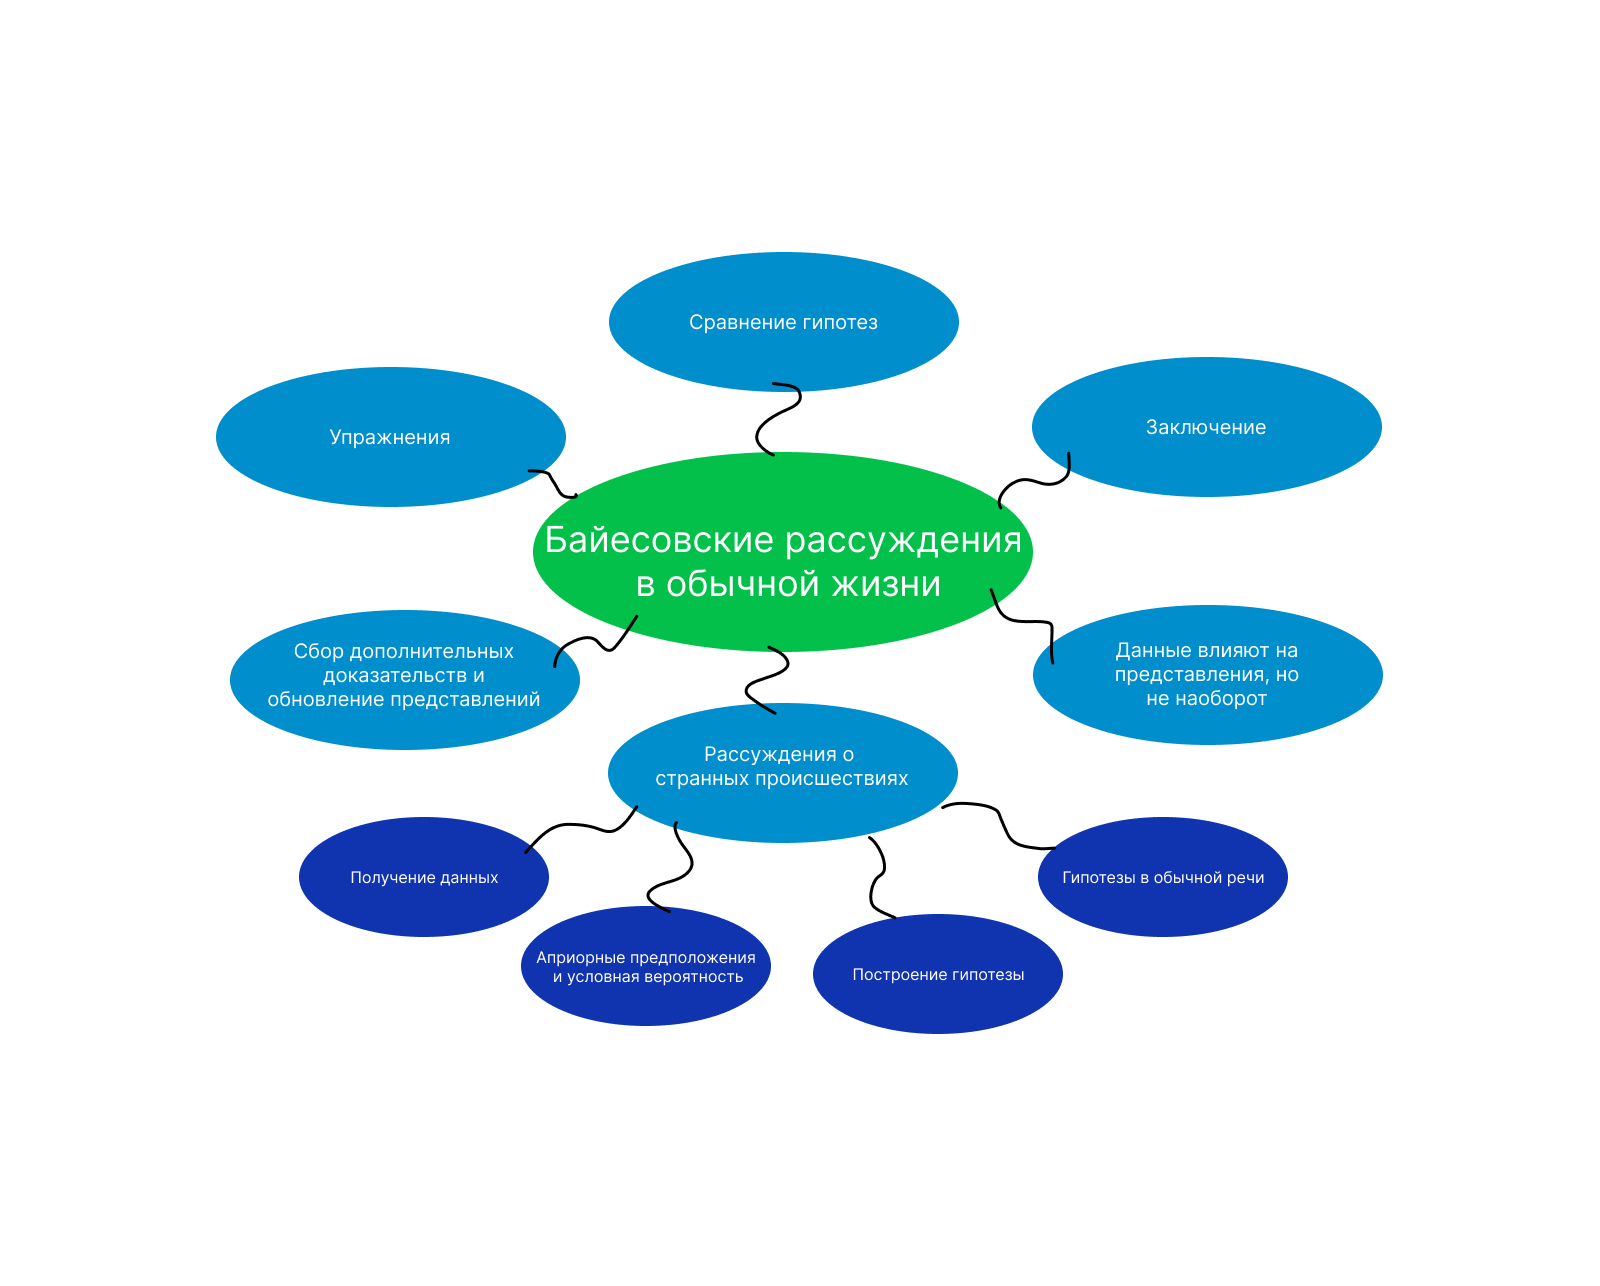 Сравнение гипотез
Упражнения
Заключение
Байесовские рассуждения
в обычной жизни
Сбор дополнительных
доказательств и
обновление представлений
Данные влияют на
представления, но
не наоборот
Рассуждения о
странных происшествиях
Получение данных
Гипотезы в обычной речи
Априорные предположения
и условная вероятность
Построение гипотезы